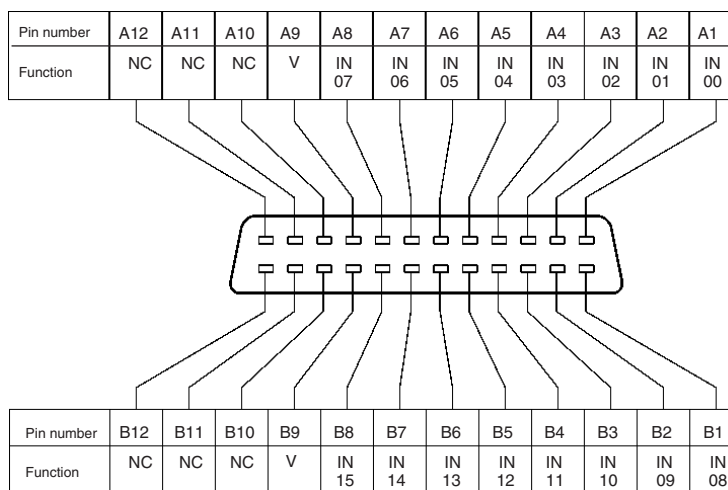 Pin number A12 A11 A10 A9 A8 A7 A6 A5 A4 A3 A2 A1
Function NC NC NC V IN 07 IN 06 IN 05 IN 04 IN 03 IN 02 IN 01 IN 00
Pin number B12 B11 B10 B9 B8 B7 B6 B5 B4 B3 B2 B1
Function NC NC NC V IN 15 IN 14 IN 13 IN 12 IN 11 IN 10 IN 09 IN 08